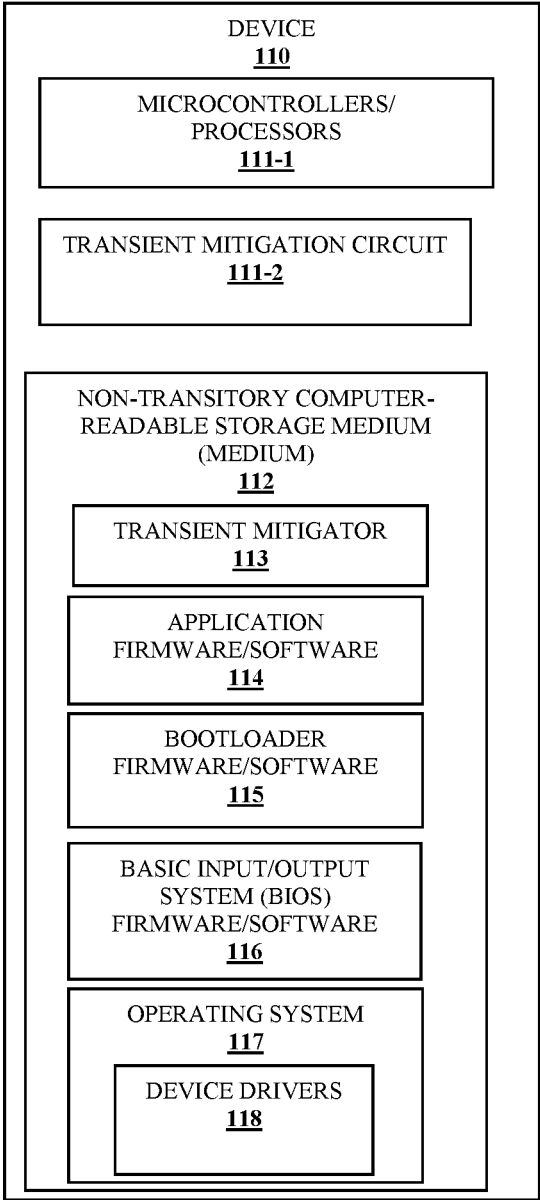 DEVICE
110
MICROCONTROLLERS/
PROCESSORS
111-1
TRANSIENT MITIGATION CIRCUIT
111-2
NON-TRANSITORY COMPUTER-
READABLE STORAGE MEDIUM
(MEDIUM)
112
TRANSIENT MITIGATOR
113
APPLICATION
FIRMWARE/SOFTWARE
114
BOOTLOADER
FIRMWARE/SOFTWARE
115
BASIC INPUT/OUTPUT
SYSTEM (BIOS)
FIRMWARE/SOFTWARE
116
OPERATING SYSTEM
117
DEVICE DRIVERS
118